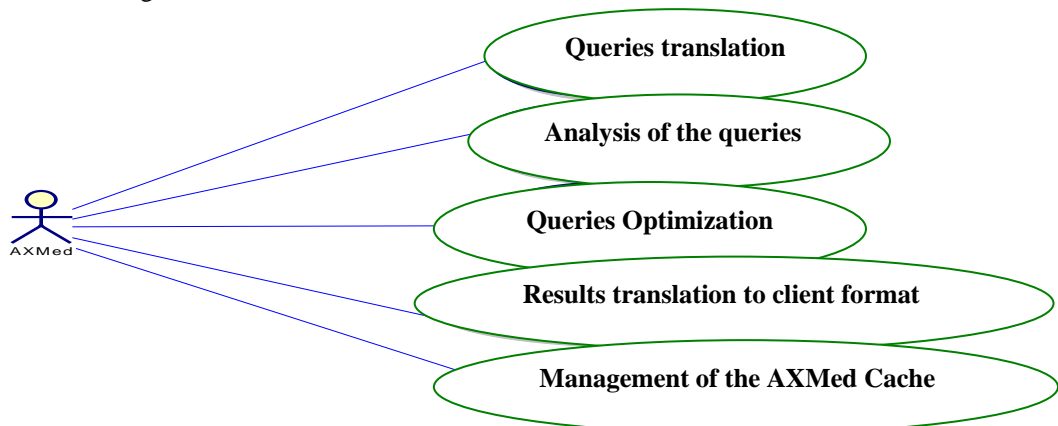 Queries translation
Analysis of the queries
Queries Optimization
AXMed
Results translation to client format
Management of the AXMed Cache